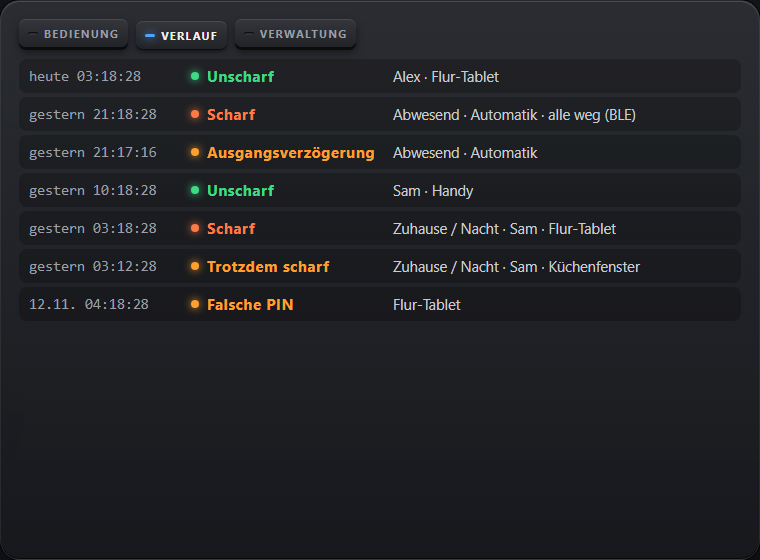 BEDIENUNG VERLAUF VERWALTUNG
heute 03:18:28 Unscharf Alex · Flur-Tablet
gestern 21:18:28 Scharf Abwesend · Automatik · alle weg (BLE)
gestern 21:17:16 Ausgangsverzögerung Abwesend · Automatik
gestern 10:18:28 Unscharf Sam · Handy
gestern 03:18:28 Scharf Zuhause / Nacht · Sam · Flur-Tablet
gestern 03:12:28 Trotzdem scharf Zuhause / Nacht · Sam · Küchenfenster
12.11. 04:18:28 Falsche PIN Flur-Tablet